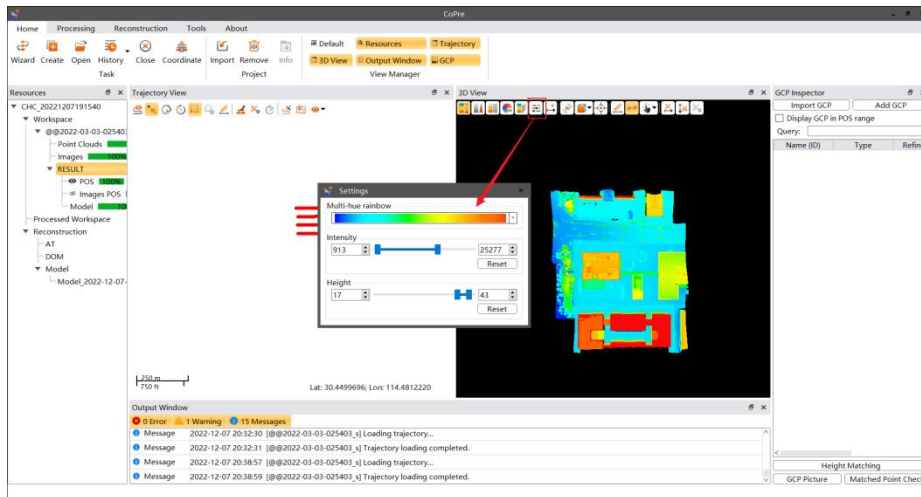 CoPre
Home Processing Reconstruction Tools About
Wizard Create Open History Close Coordinate Import Remove Info
Default Resources Trajectory
3D View Output Window GCP
Task Project View Manager
Resources
CHC_20221207191540
Workspace
@@2022-03-03-02540
Point Clouds
Images 100%
RESULT
POS 100%
Images POS
Model 10
Processed Workspace
Reconstruction
AT
DOM
Model
Model_2022-12-07-
Trajectory View
250 m
750 ft
Lat: 30.4499696; Lon: 114.4812220
3D View
Settings
Multi-hue rainbow
Intensity
913 25277
Reset
Height
17 43
Reset
GCP Inspector
Import GCP Add GCP
Display GCP in POS range
Query:
Name (ID) Type Refin
Height Matching
GCP Picture Matched Point Chec
Output Window
0 Error 1 Warning 15 Messages
Message 2022-12-07 20:32:30 [@@2022-03-03-025403_s] Loading trajectory...
Message 2022-12-07 20:32:31 [@@2022-03-03-025403_s] Trajectory loading completed.
Message 2022-12-07 20:38:57 [@@2022-03-03-025403_s] Loading trajectory...
Message 2022-12-07 20:38:59 [@@2022-03-03-025403_s] Trajectory loading completed.